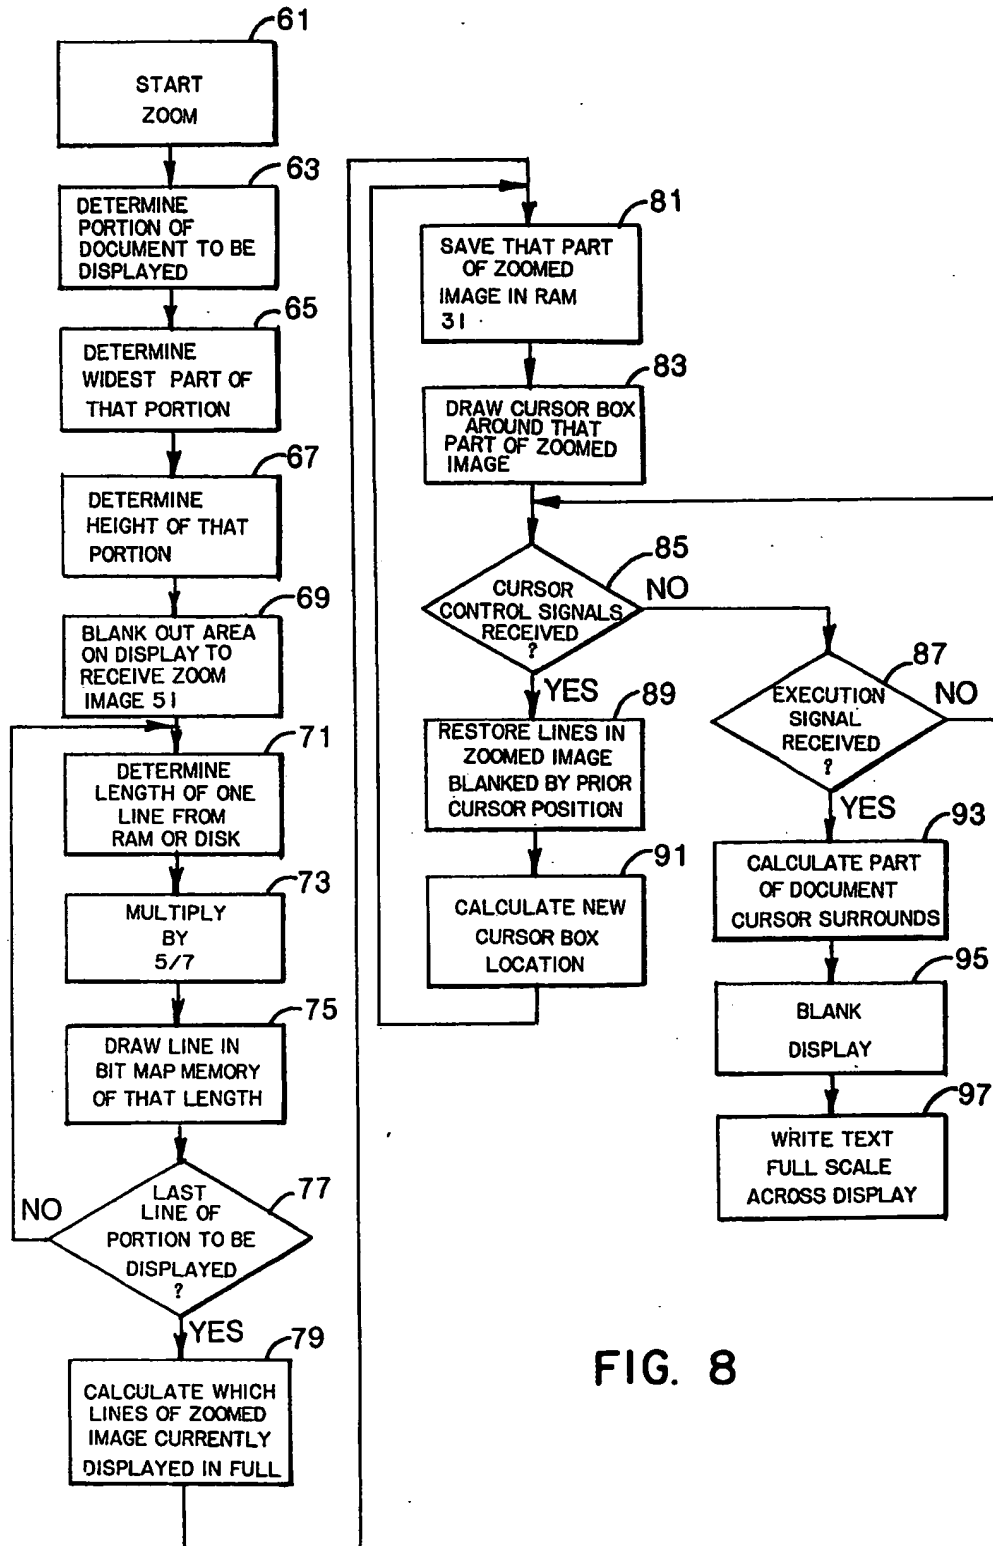 61
START
ZOOM
63
DETERMINE
PORTION OF
DOCUMENT TO BE
DISPLAYED
65
DETERMINE
WIDEST PART OF
THAT PORTION
67
DETERMINE
HEIGHT OF THAT
PORTION
69
BLANK OUT AREA
ON DISPLAY TO
RECEIVE ZOOM
IMAGE 51
71
DETERMINE
LENGTH OF ONE
LINE FROM
RAM OR DISK
73
MULTIPLY
BY
5/7
75
DRAW LINE IN
BIT MAP MEMORY
OF THAT LENGTH
77
LAST
LINE OF
PORTION TO BE
DISPLAYED
?
NO
YES
79
CALCULATE WHICH
LINES OF ZOOMED
IMAGE CURRENTLY
DISPLAYED IN FULL
81
SAVE THAT PART
OF ZOOMED
IMAGE IN RAM
31
83
DRAW CURSOR BOX
AROUND THAT
PART OF ZOOMED
IMAGE
85
CURSOR
CONTROL SIGNALS
RECEIVED
?
NO
YES
89
RESTORE LINES IN
ZOOMED IMAGE
BLANKED BY PRIOR
CURSOR POSITION
91
CALCULATE NEW
CURSOR BOX
LOCATION
87
EXECUTION
SIGNAL
RECEIVED
?
NO
YES
93
CALCULATE PART
OF DOCUMENT
CURSOR SURROUNDS
95
BLANK
DISPLAY
97
WRITE TEXT
FULL SCALE
ACROSS DISPLAY
FIG. 8